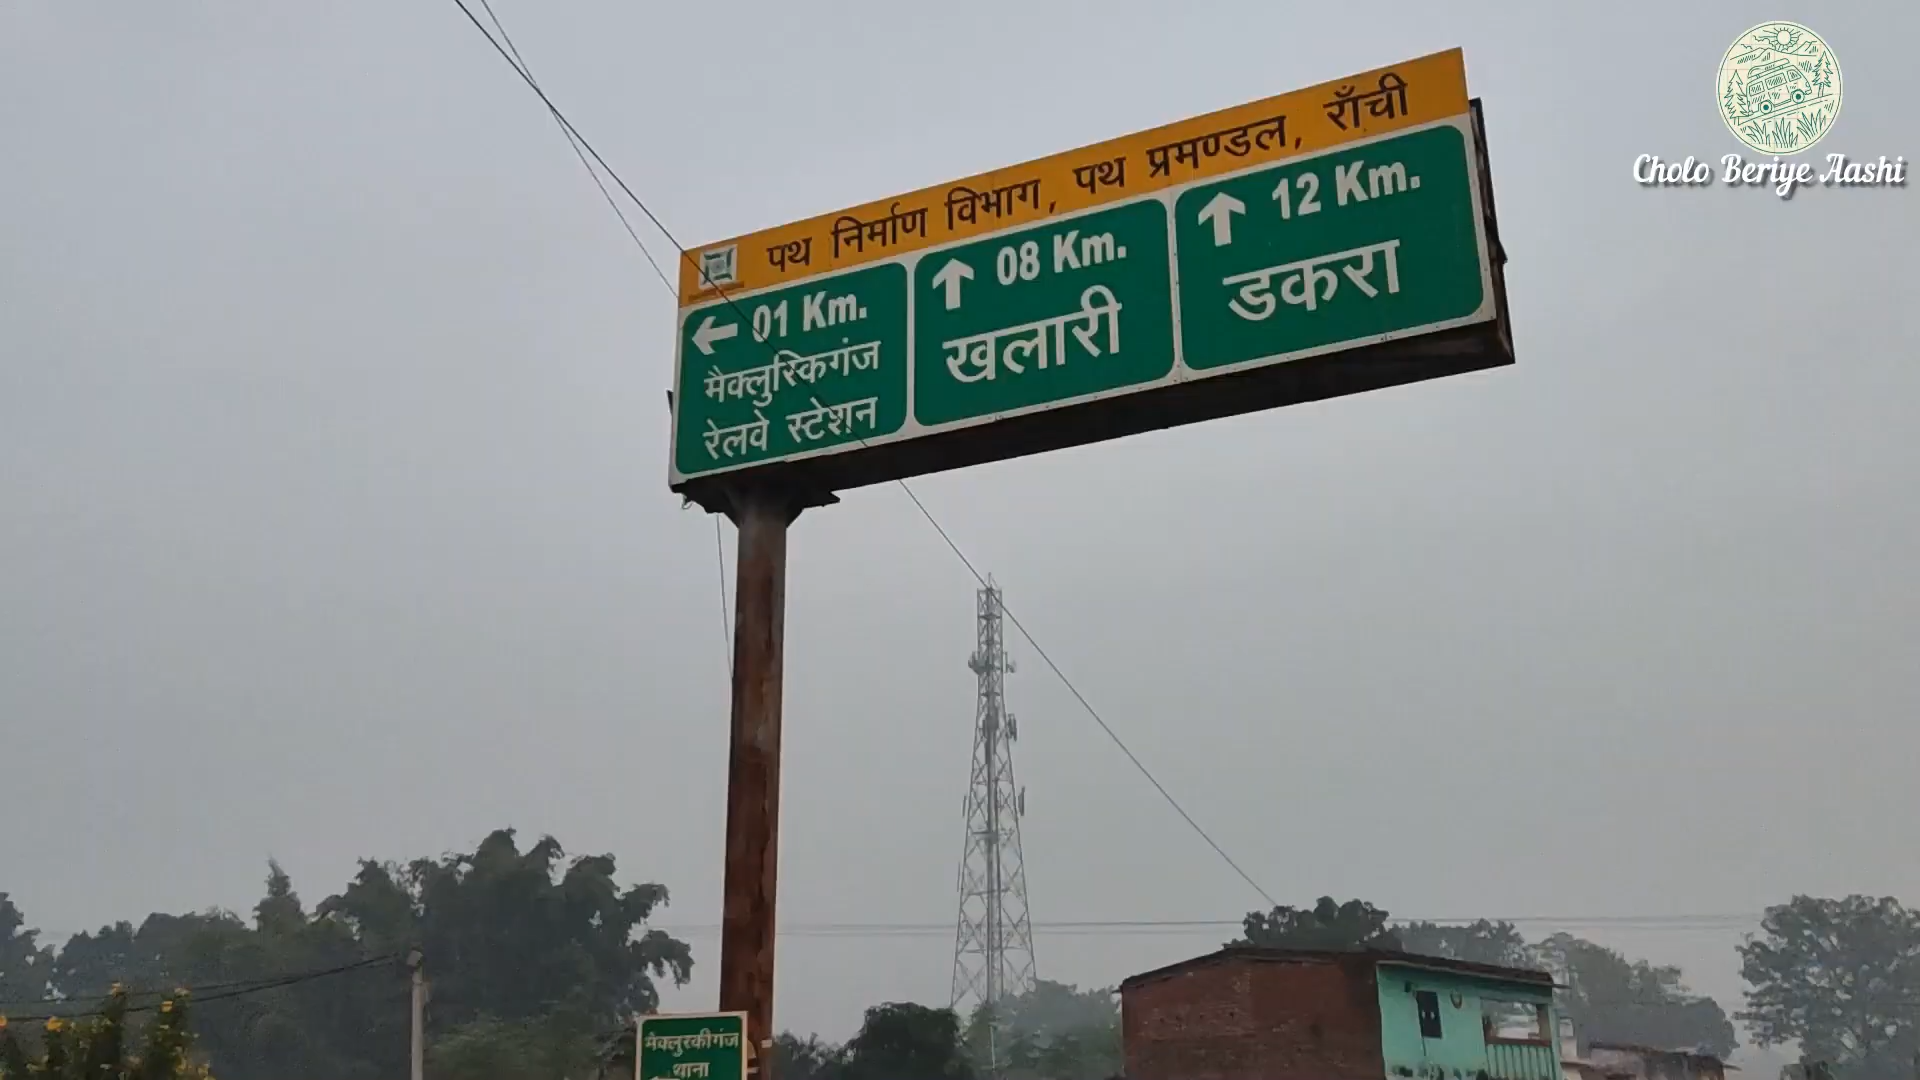 Cholo Beriye Aashi
पथ निर्माण विभाग, पथ प्रमण्डल, राँची
← 01 Km.
मैक्लुस्किगंज
रेलवे स्टेशन
↑ 08 Km.
खलारी
↑ 12 Km.
डकरा
मैक्लुस्कीगंज
थाना